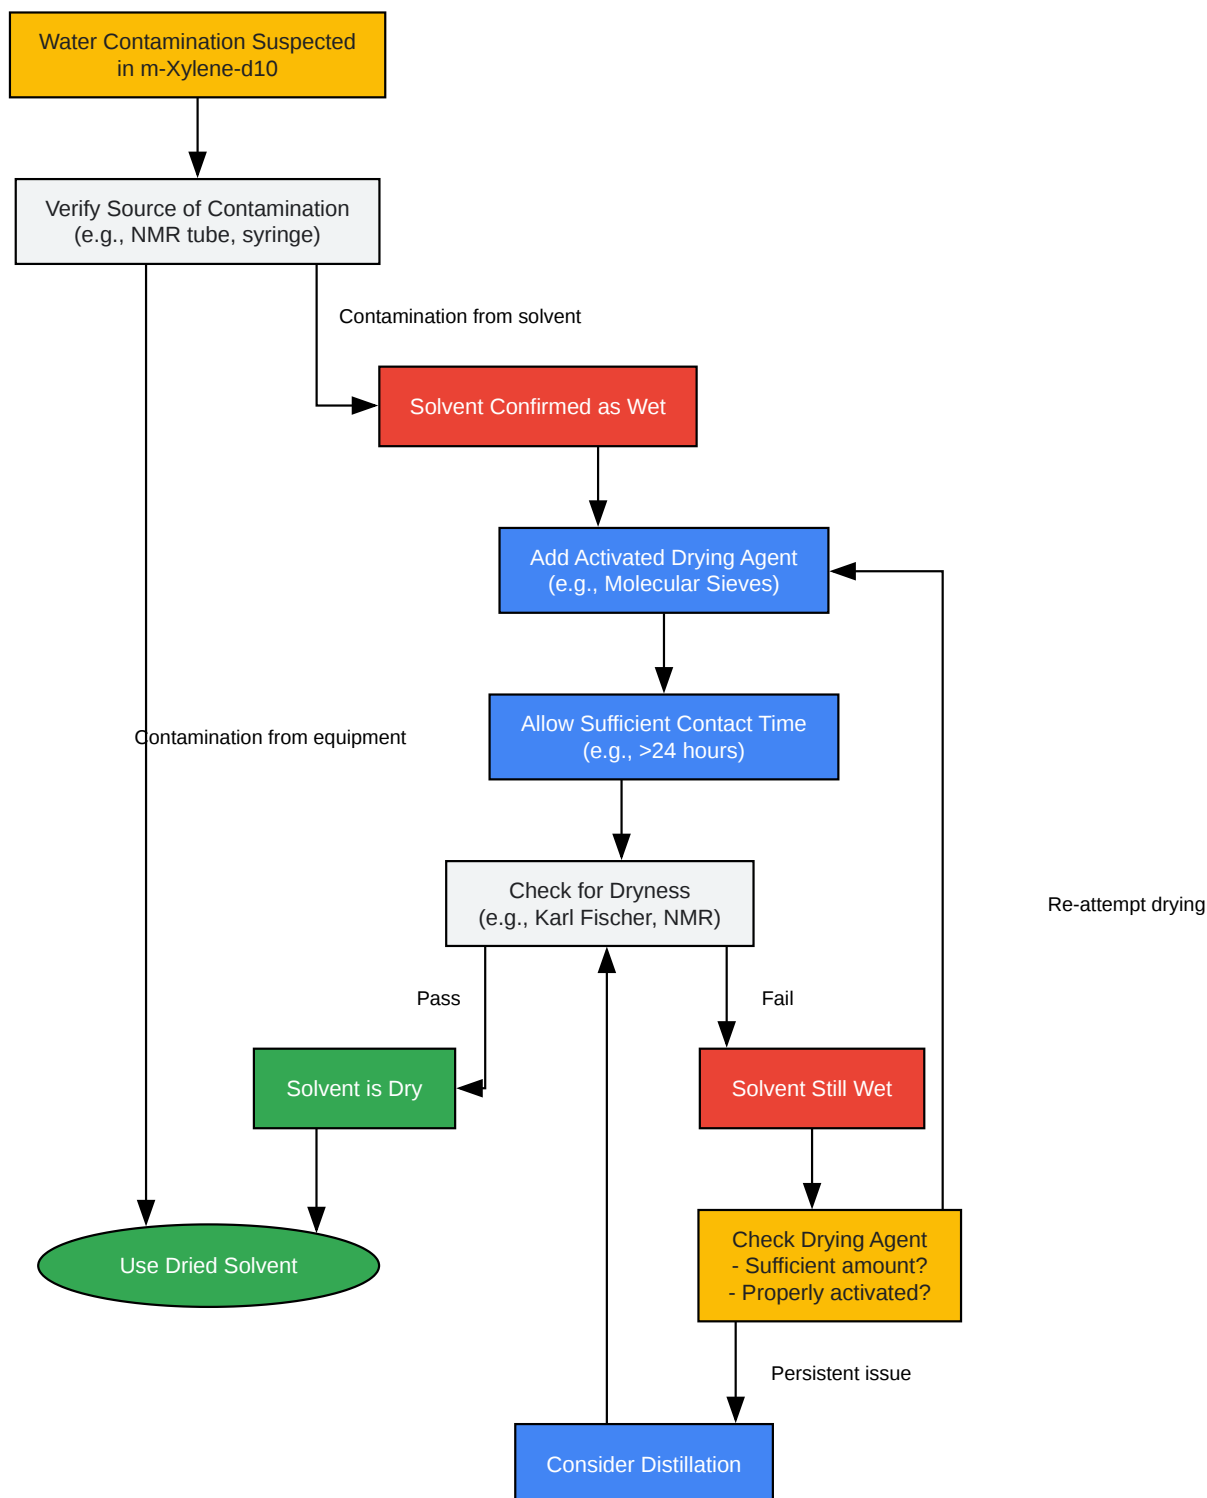 Water Contamination Suspected
in m-Xylene-d10
Verify Source of Contamination
(e.g., NMR tube, syringe)
Contamination from solvent
Solvent Confirmed as Wet
Add Activated Drying Agent
(e.g., Molecular Sieves)
Contamination from equipment
Allow Sufficient Contact Time
(e.g., >24 hours)
Check for Dryness
(e.g., Karl Fischer, NMR)
Re-attempt drying
Pass
Fail
Solvent is Dry
Solvent Still Wet
Use Dried Solvent
Check Drying Agent
- Sufficient amount?
- Properly activated?
Persistent issue
Consider Distillation